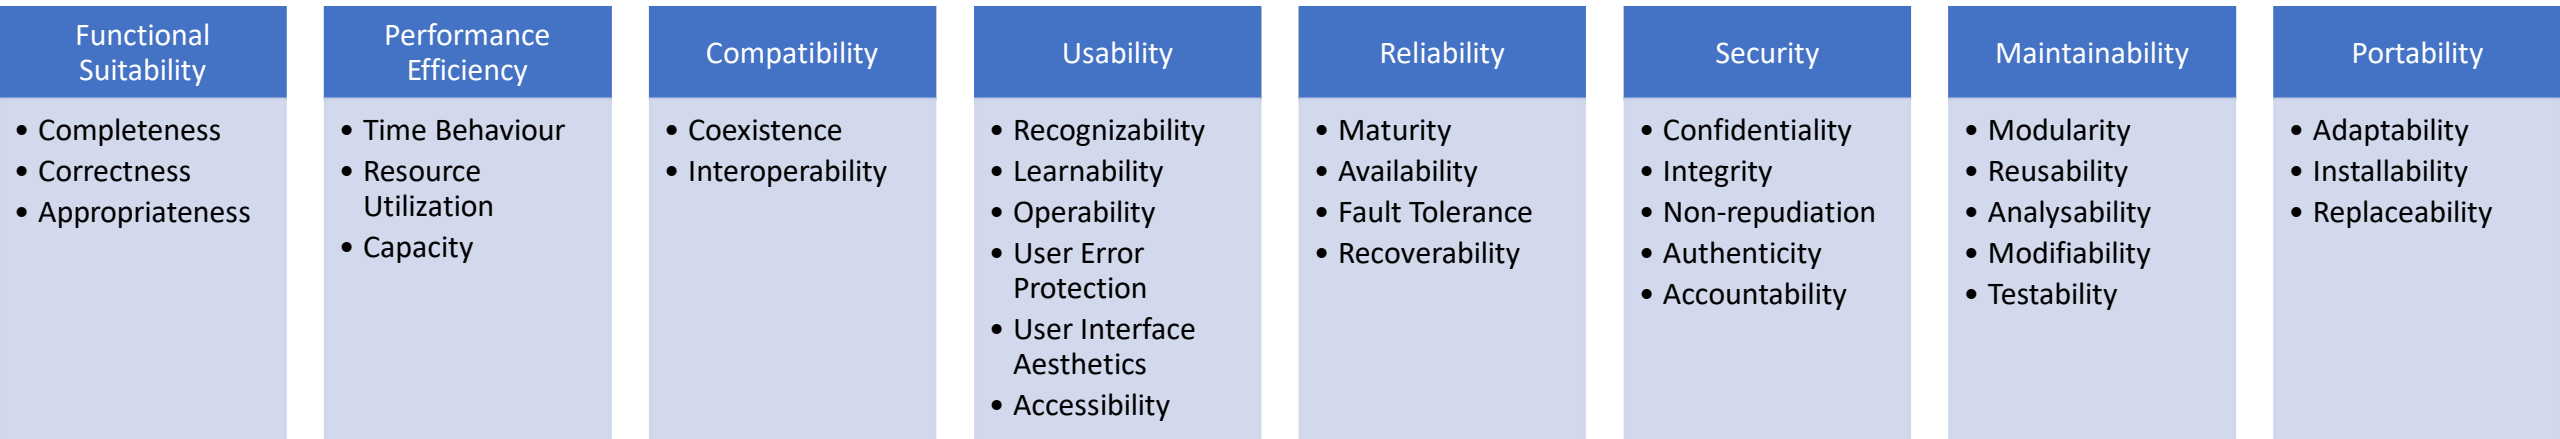 Functional
Suitability
• Completeness
• Correctness
• Appropriateness
Performance
Efficiency
• Time Behaviour
• Resource
Utilization
• Capacity
Compatibility
• Coexistence
• Interoperability
Usability
• Recognizability
• Learnability
• Operability
• User Error
Protection
• User Interface
Aesthetics
• Accessibility
Reliability
• Maturity
• Availability
• Fault Tolerance
• Recoverability
Security
• Confidentiality
• Integrity
• Non-repudiation
• Authenticity
• Accountability
Maintainability
• Modularity
• Reusability
• Analysability
• Modifiability
• Testability
Portability
• Adaptability
• Installability
• Replaceability